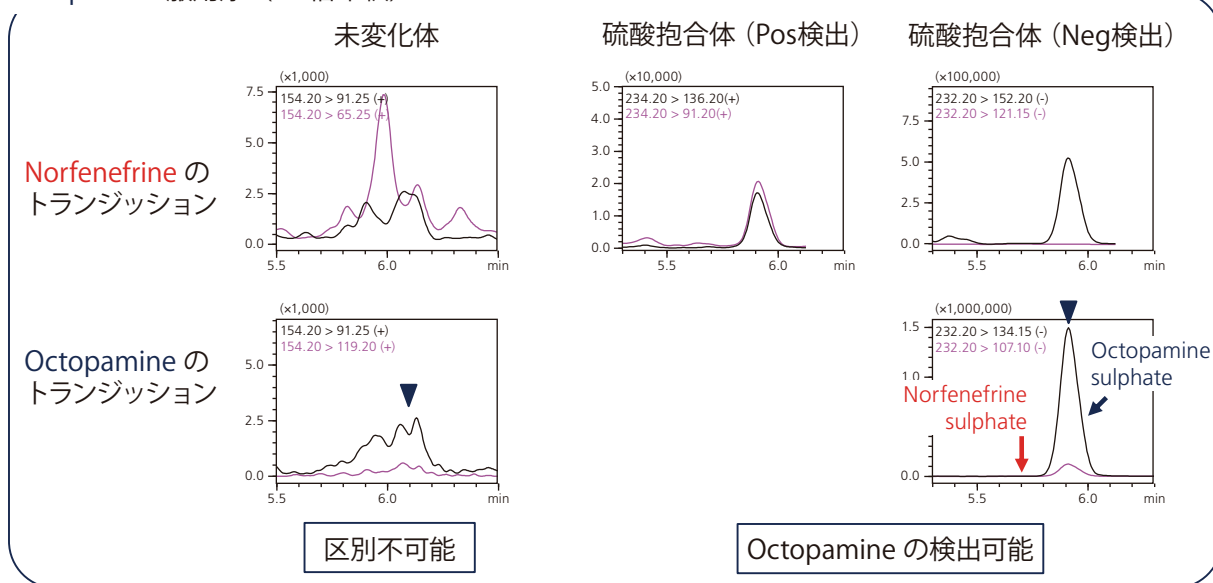 未変化体
硫酸抱合体（Pos検出）
硫酸抱合体（Neg検出）
Norfenefrine の
トランジッション
(×1,000)
154.20 > 91.25 (+)
154.20 > 65.25 (+)
7.5
5.0
2.5
0.0
5.5
6.0
min
(×10,000)
234.20 > 136.20(+)
234.20 > 91.20(+)
5.0
4.0
3.0
2.0
1.0
0.0
5.5
6.0
min
(×100,000)
232.20 > 152.20 (-)
232.20 > 121.15 (-)
7.5
5.0
2.5
0.0
5.5
6.0
min
Octopamine の
トランジッション
(×1,000)
154.20 > 91.25 (+)
154.20 > 119.20 (+)
5.0
2.5
0.0
5.5
6.0
min
(×1,000,000)
232.20 > 134.15 (-)
232.20 > 107.10 (-)
1.5
1.0
0.0
5.5
6.0
min
Norfenefrine
sulphate
Octopamine
sulphate
区別不可能
Octopamine の検出可能